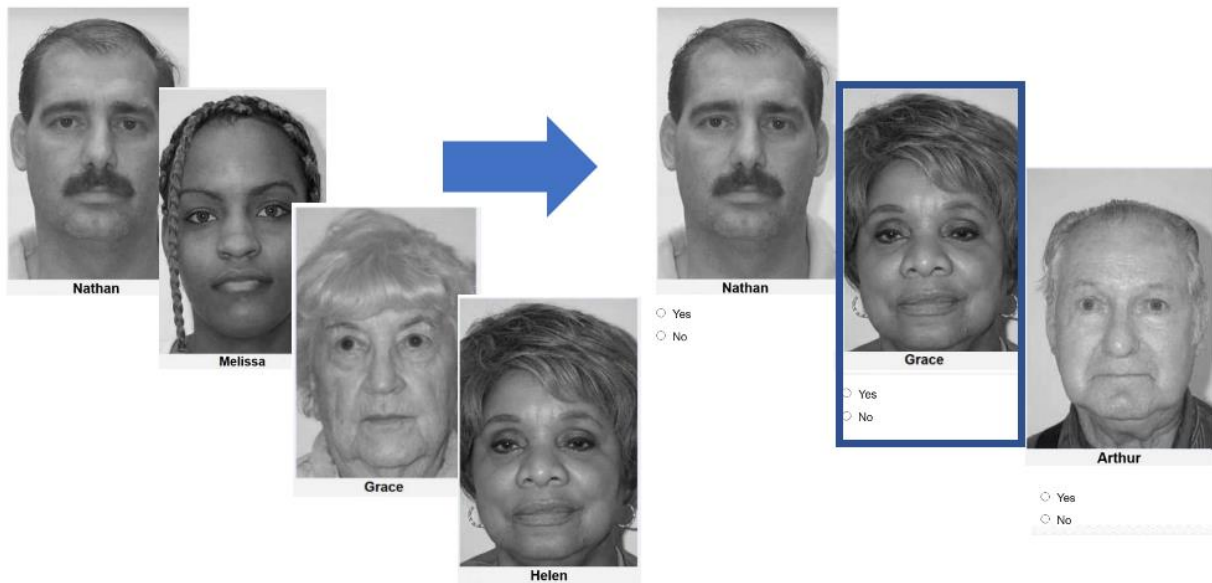 Nathan
Melissa
Grace
Helen
Nathan
Yes
No
Grace
Yes
No
Arthur
Yes
No